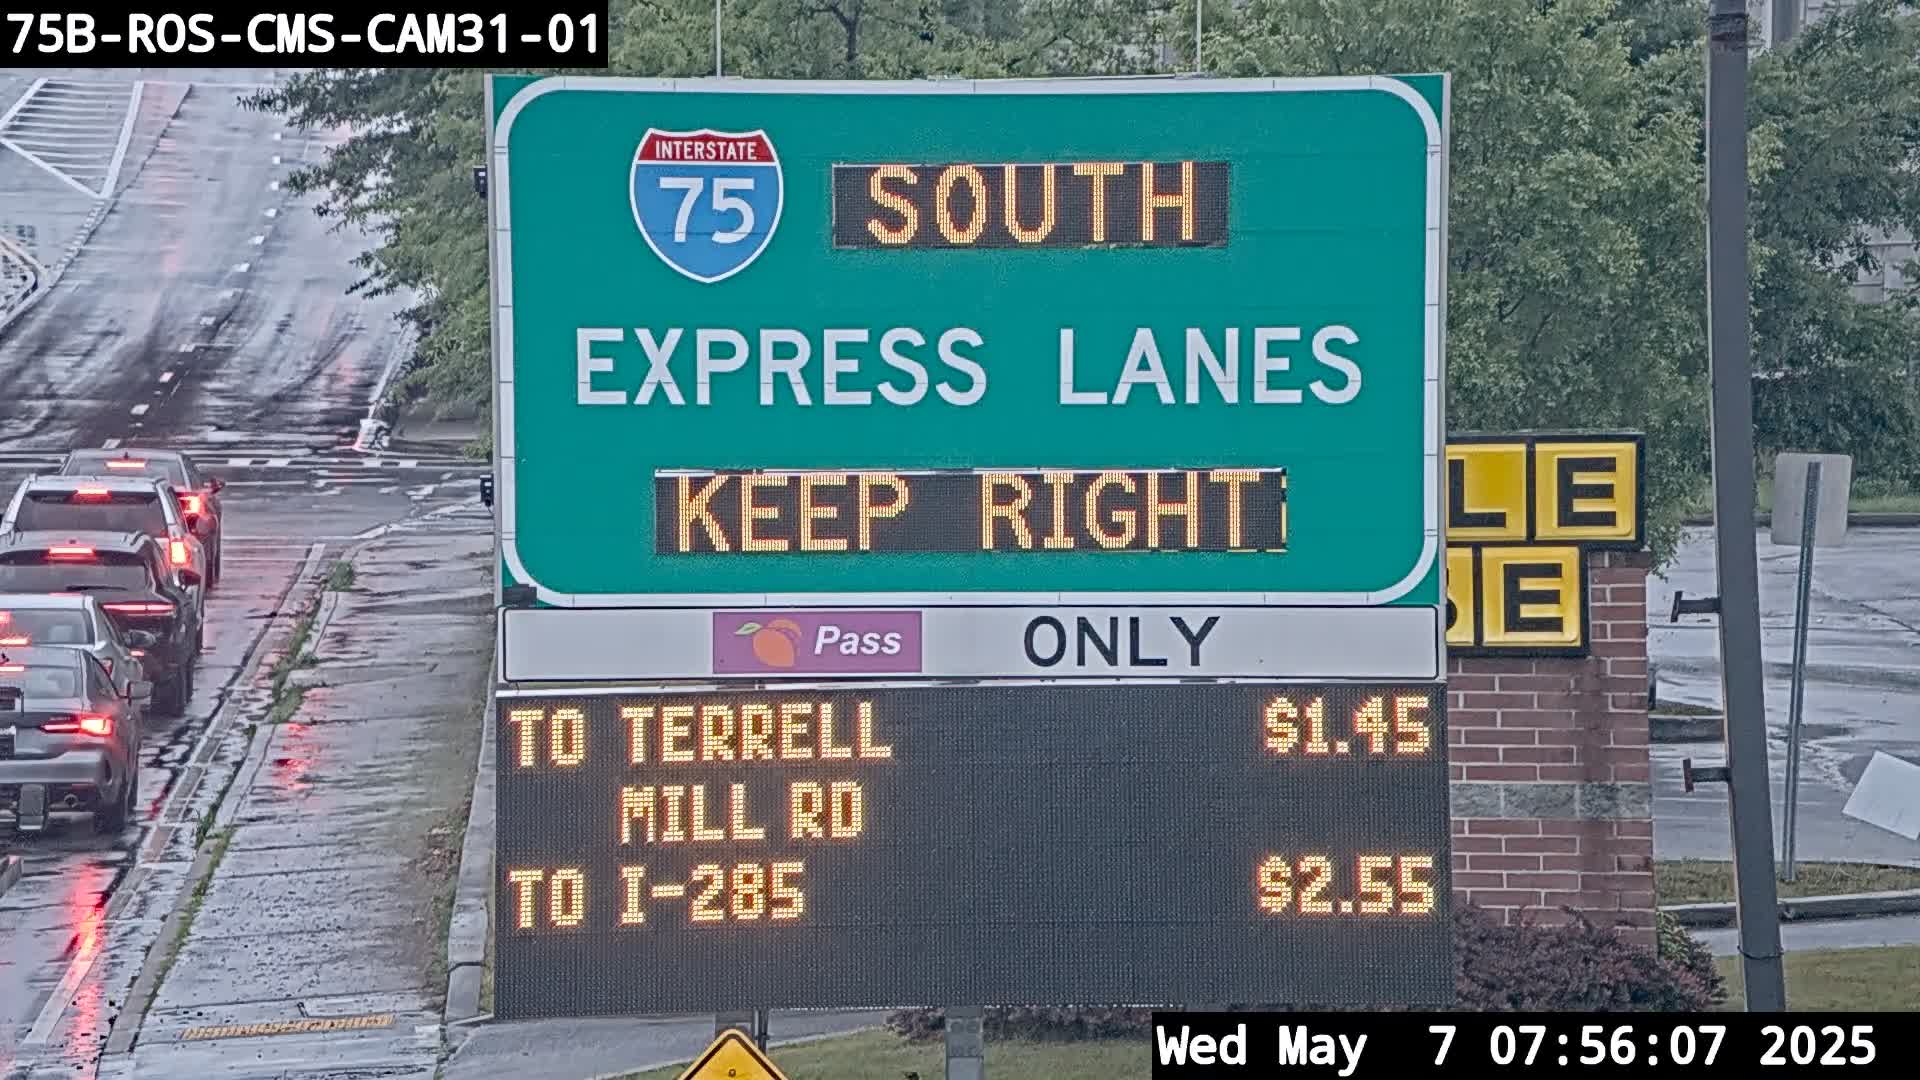 75B-ROS-CMS-CAM31-01
INTERSTATE
75
SOUTH
EXPRESS LANES
KEEP RIGHT
Pass ONLY
TO TERRELL $1.45
MILL RD
TO I-285 $2.55
LE
E
Wed May 7 07:56:07 2025